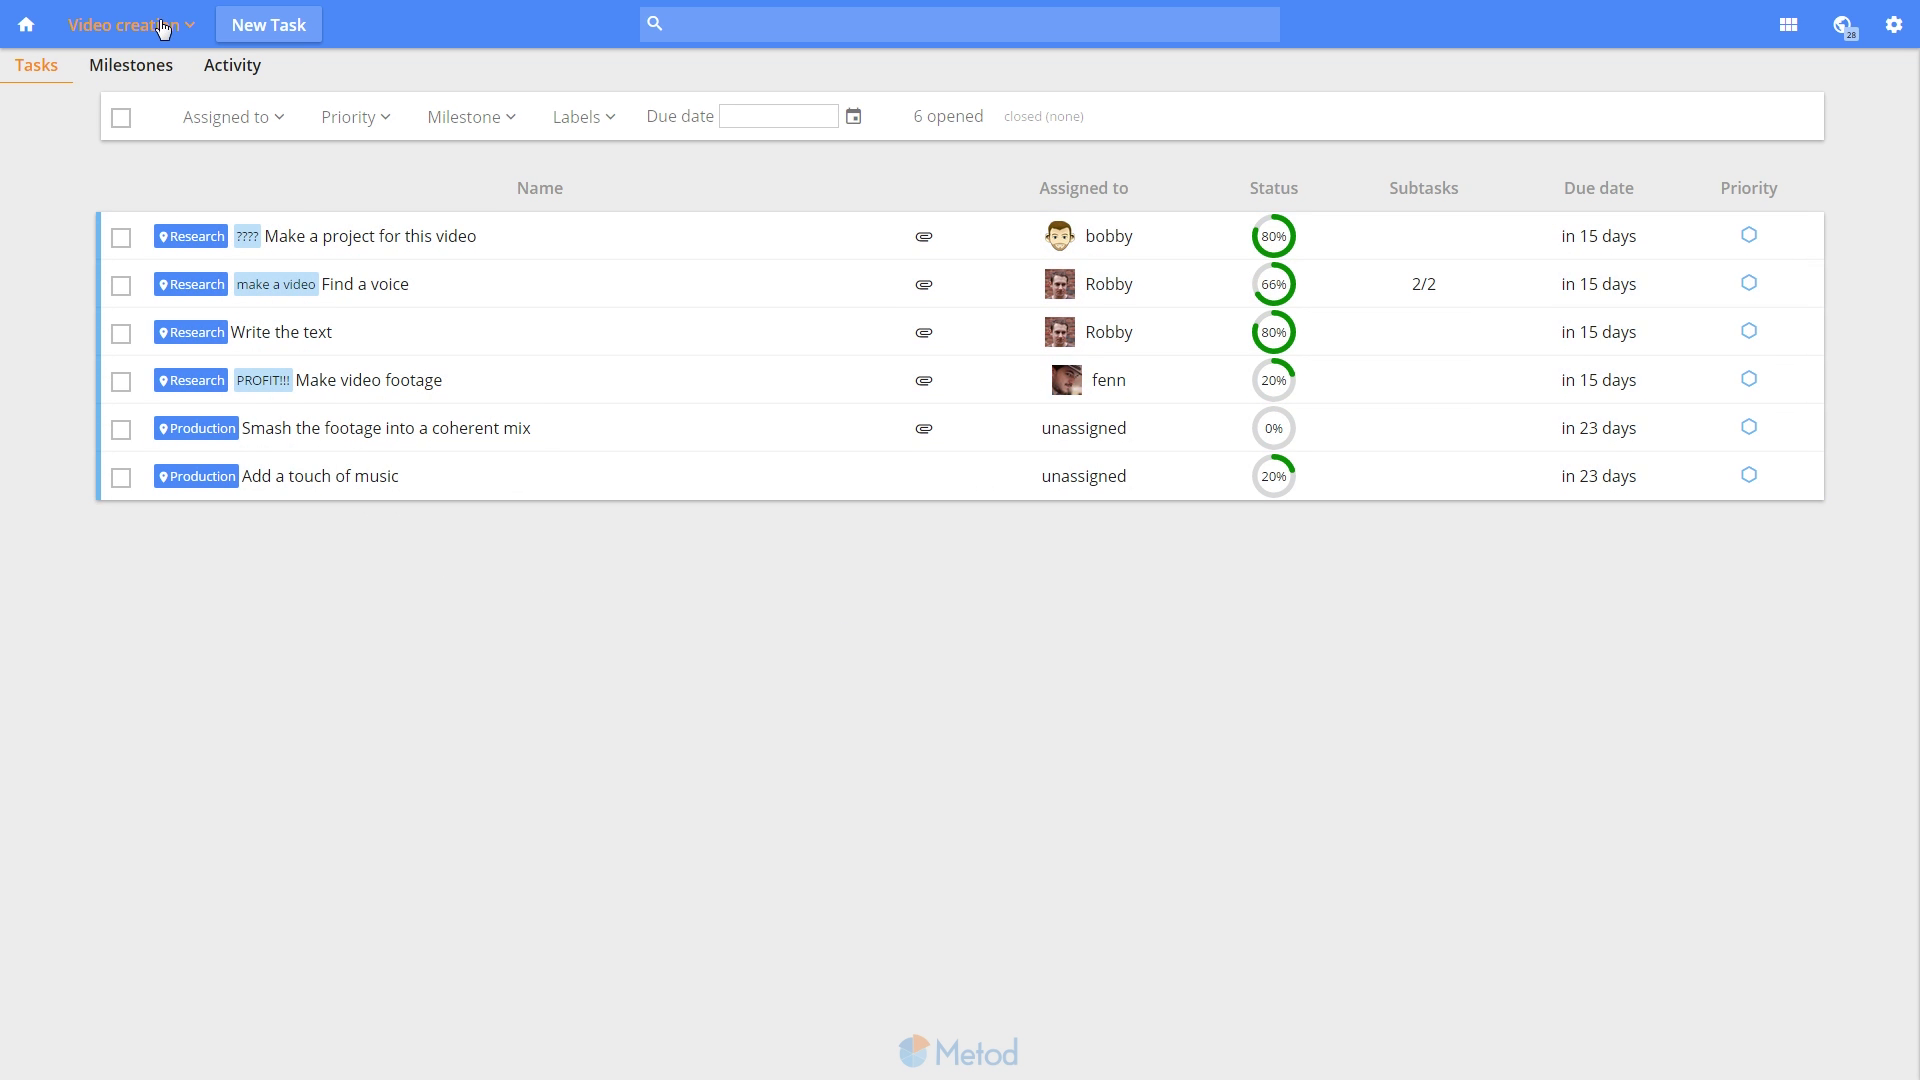 Video creation New Task
28
Tasks Milestones Activity
Assigned to Priority Milestone Labels Due date 6 opened closed (none)
Name Assigned to Status Subtasks Due date Priority
Research ???? Make a project for this video bobby 80% in 15 days
Research make a video Find a voice Robby 66% 2/2 in 15 days
Research Write the text Robby 80% in 15 days
Research PROFIT!!! Make video footage fenn 20% in 15 days
Production Smash the footage into a coherent mix unassigned 0% in 23 days
Production Add a touch of music unassigned 20% in 23 days
Metod